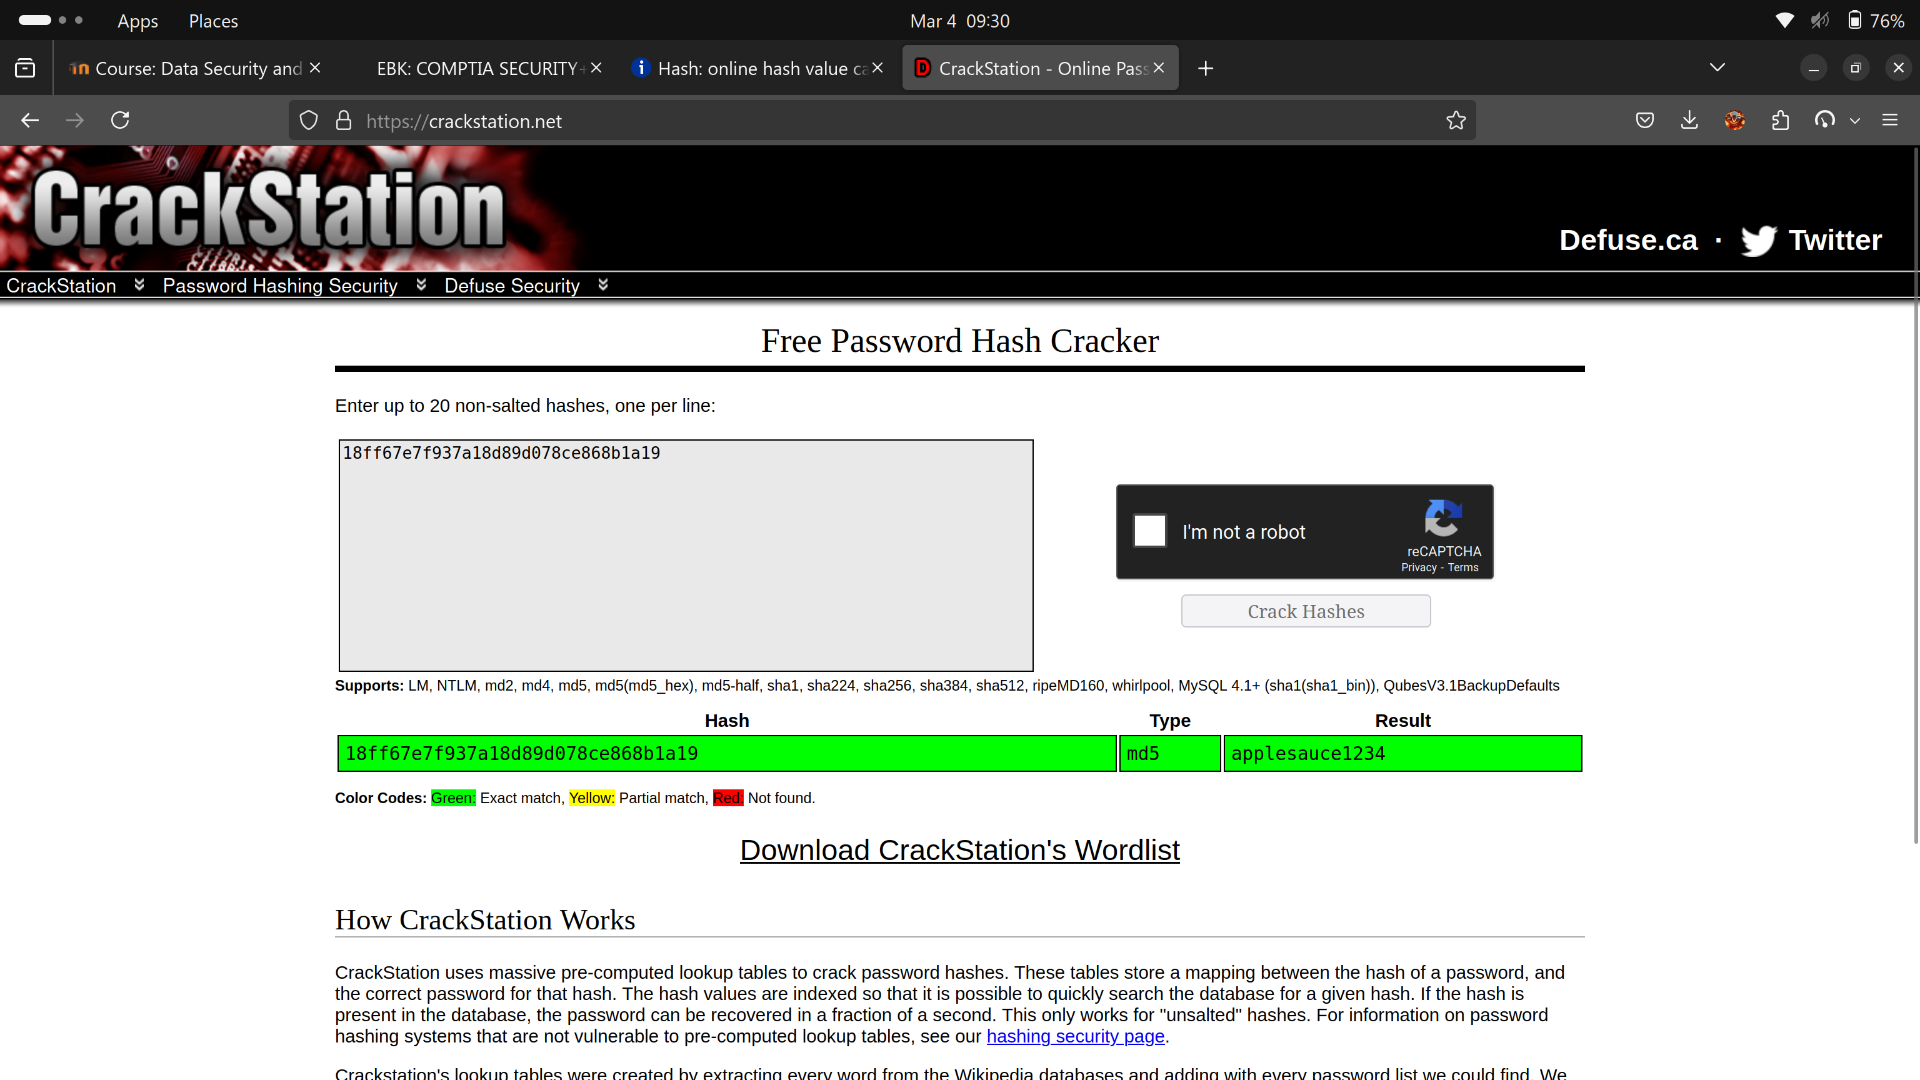 Apps Places Mar 4 09:30 76%
Course: Data Security and EBK: COMPTIA SECURITY+ Hash: online hash value ca CrackStation - Online Pass
https://crackstation.net
CrackStation
Defuse.ca · Twitter
CrackStation Password Hashing Security Defuse Security
Free Password Hash Cracker
Enter up to 20 non-salted hashes, one per line:
18ff67e7f937a18d89d078ce868b1a19
I'm not a robot
reCAPTCHA
Privacy - Terms
Crack Hashes
Supports: LM, NTLM, md2, md4, md5, md5(md5_hex), md5-half, sha1, sha224, sha256, sha384, sha512, ripeMD160, whirlpool, MySQL 4.1+ (sha1(sha1_bin)), QubesV3.1BackupDefaults
Hash Type Result
18ff67e7f937a18d89d078ce868b1a19 md5 applesauce1234
Color Codes: Green: Exact match, Yellow: Partial match, Red: Not found.
Download CrackStation's Wordlist
How CrackStation Works
CrackStation uses massive pre-computed lookup tables to crack password hashes. These tables store a mapping between the hash of a password, and
the correct password for that hash. The hash values are indexed so that it is possible to quickly search the database for a given hash. If the hash is
present in the database, the password can be recovered in a fraction of a second. This only works for "unsalted" hashes. For information on password
hashing systems that are not vulnerable to pre-computed lookup tables, see our hashing security page.
Crackstation's lookup tables were created by extracting every word from the Wikipedia databases and adding with every password list we could find. We